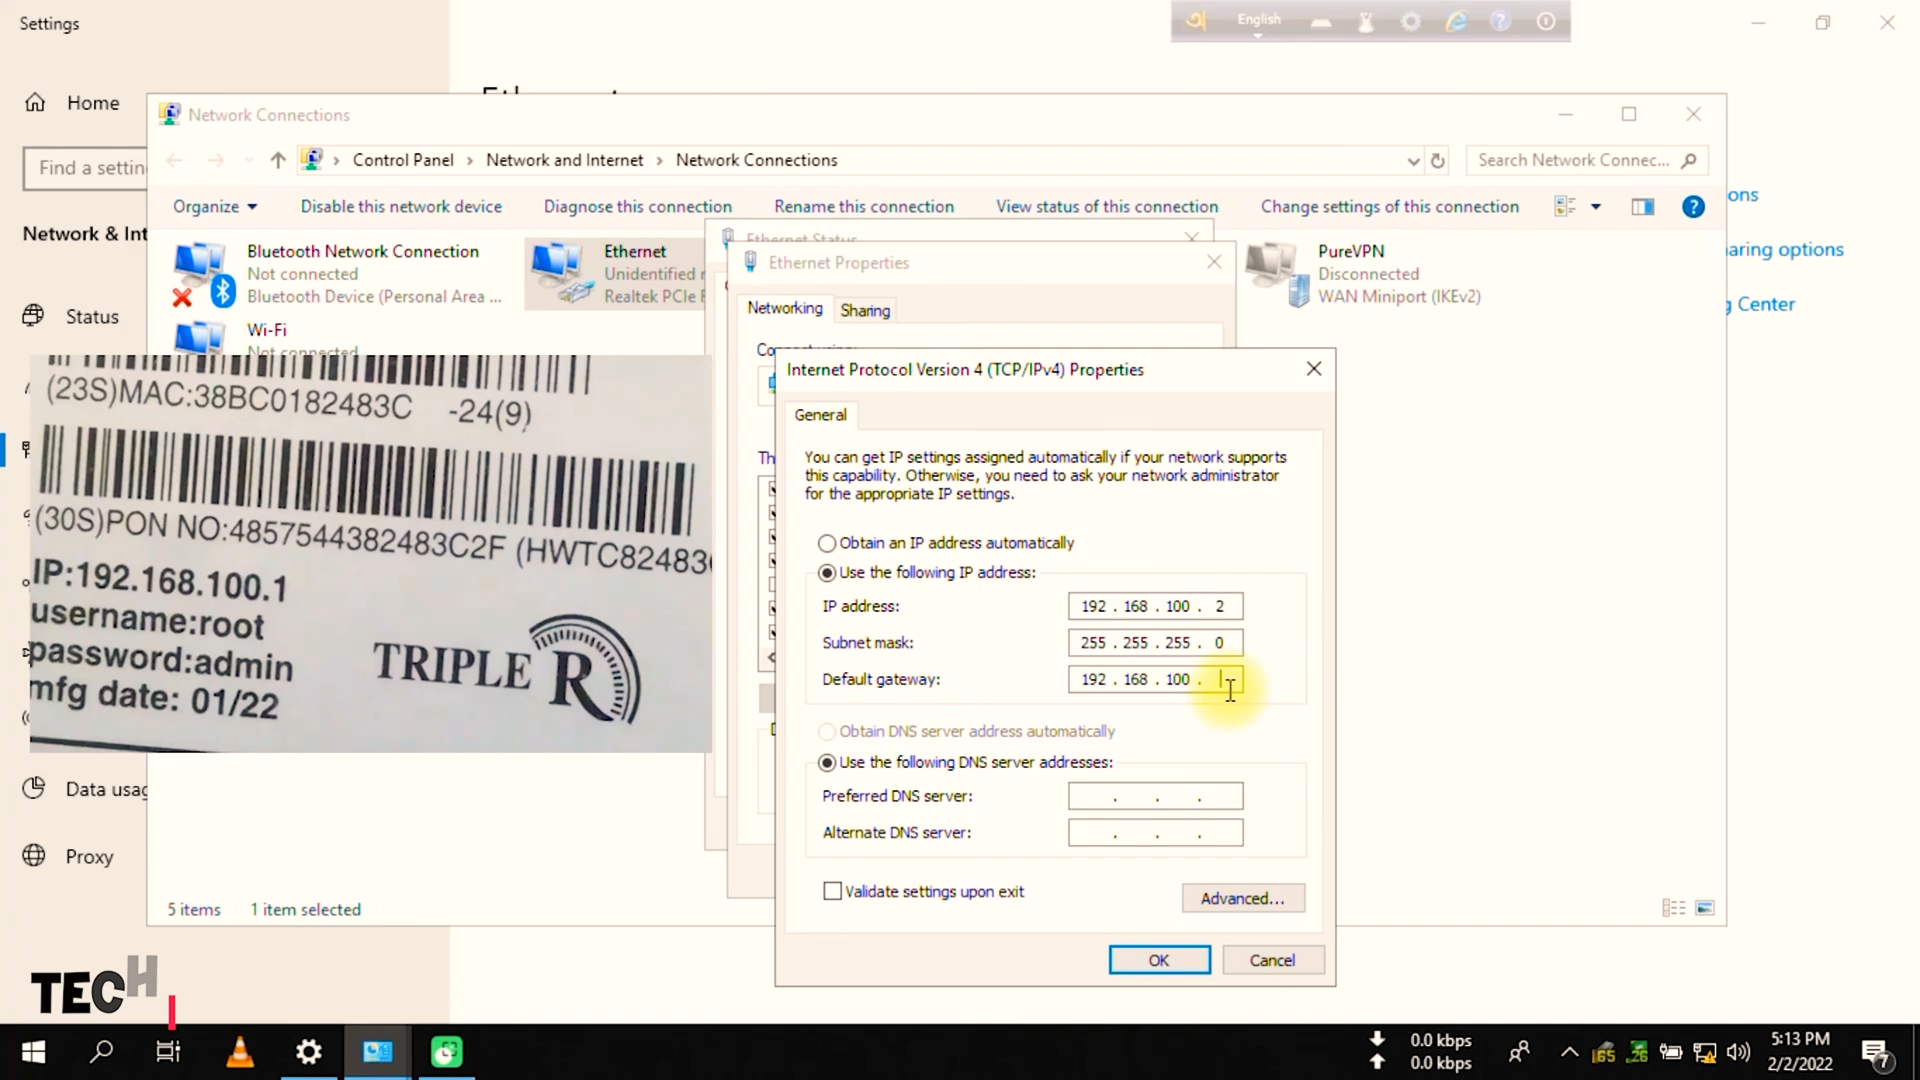 Settings
English
Home
Network Connections
Control Panel > Network and Internet > Network Connections
Search Network Connec...
Find a settin
Organize
Disable this network device
Diagnose this connection
Rename this connection
View status of this connection
Change settings of this connection
ons
Network & Int
Bluetooth Network Connection
Not connected
Bluetooth Device (Personal Area ...
Ethernet
Unidentified n
Realtek PCIe F
Ethernet Status
Ethernet Properties
PureVPN
Disconnected
WAN Miniport (IKEv2)
aring options
g Center
Status
Wi-Fi
Not connected
Networking
Sharing
Connect using:
Th
(23S)MAC:38BC0182483C -24(9)
(30S)PON NO:4857544382483C2F (HWTC82483
IP:192.168.100.1
username:root
password:admin
mfg date: 01/22
TRIPLE R
Internet Protocol Version 4 (TCP/IPv4) Properties
General
You can get IP settings assigned automatically if your network supports
this capability. Otherwise, you need to ask your network administrator
for the appropriate IP settings.
Obtain an IP address automatically
Use the following IP address:
IP address: 192 . 168 . 100 . 2
Subnet mask: 255 . 255 . 255 . 0
Default gateway: 192 . 168 . 100 .
Obtain DNS server address automatically
Use the following DNS server addresses:
Preferred DNS server: . . .
Alternate DNS server: . . .
Validate settings upon exit
Advanced...
OK
Cancel
Data usag
Proxy
5 items
1 item selected
TECH
0.0 kbps
0.0 kbps
65
26
5:13 PM
2/2/2022
7